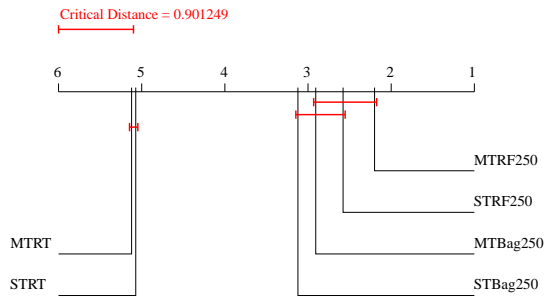 Critical Distance = 0.901249
6 5 4 3 2 1
MTRF250
STRF250
MTRT MTBag250
STRT STBag250